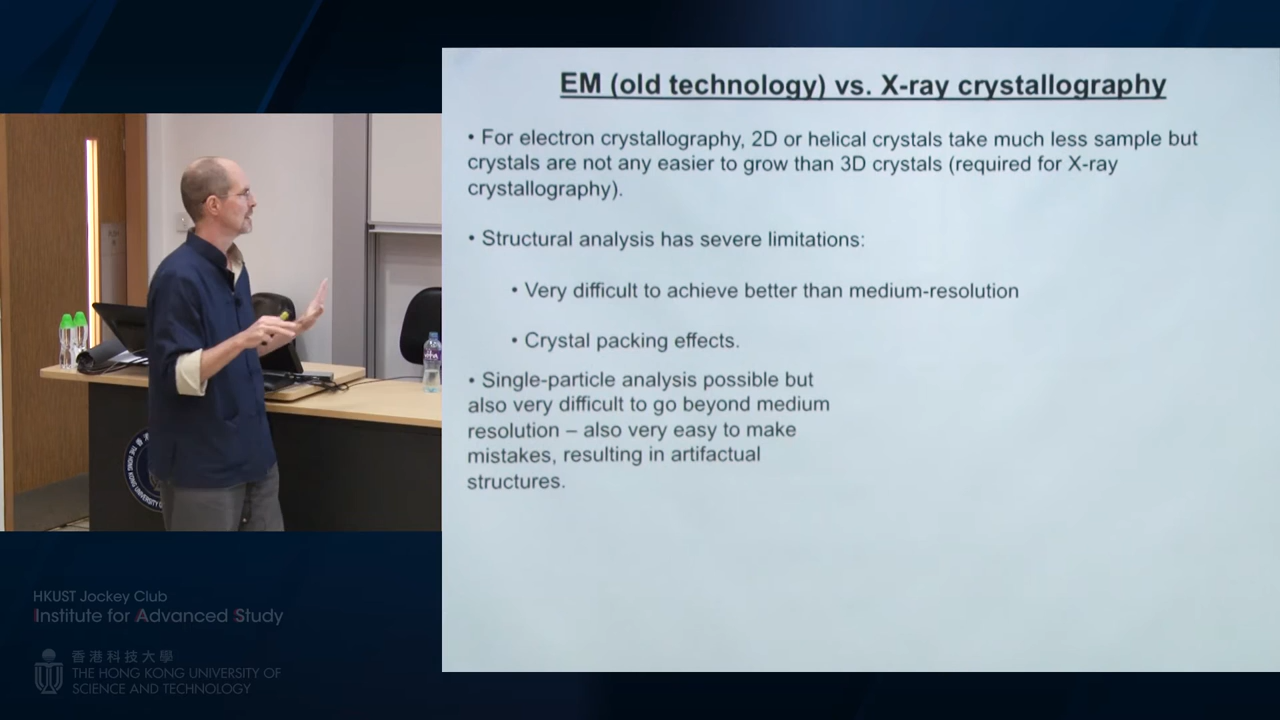 EM (old technology) vs. X-ray crystallography
• For electron crystallography, 2D or helical crystals take much less sample but
crystals are not any easier to grow than 3D crystals (required for X-ray
crystallography).
• Structural analysis has severe limitations:
• Very difficult to achieve better than medium-resolution
• Crystal packing effects.
• Single-particle analysis possible but
also very difficult to go beyond medium
resolution – also very easy to make
mistakes, resulting in artifactual
structures.
HKUST Jockey Club
Institute for Advanced Study
香港科技大學
THE HONG KONG UNIVERSITY OF
SCIENCE AND TECHNOLOGY